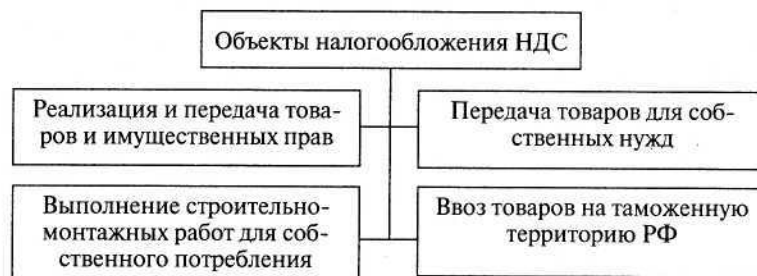 Объекты налогообложения НДС
Реализация и передача това-
ров и имущественных прав
Передача товаров для соб-
ственных нужд
Выполнение строительно-
монтажных работ для соб-
ственного потребления
Ввоз товаров на таможенную
территорию РФ